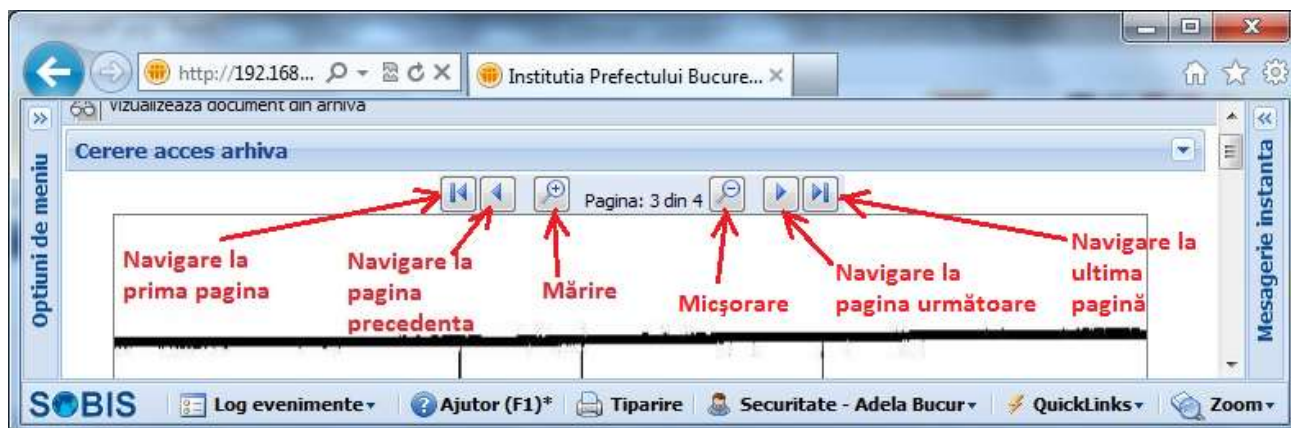 http://192.168...
Institutia Prefectului Bucure...
Vizualizeaza document din arhiva
Cerere acces arhiva
Optiuni de meniu
Mesagerie instanta
Pagina: 3 din 4
Navigare la
prima pagina
Navigare la
pagina
precedenta
Mărire
Micşorare
Navigare la
pagina următoare
Navigare la
ultima
pagină
SOBIS
Log evenimente
Ajutor (F1)*
Tiparire
Securitate - Adela Bucur
QuickLinks
Zoom